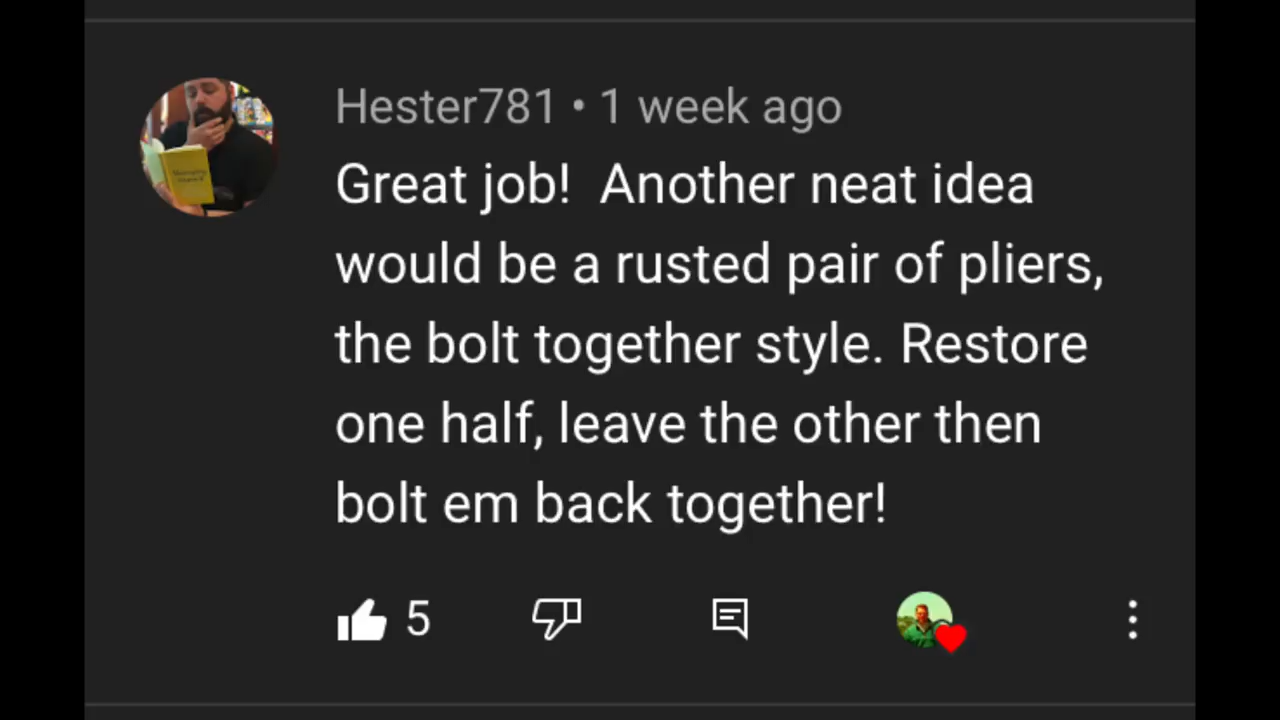 Hester781 • 1 week ago
Great job!  Another neat idea
would be a rusted pair of pliers,
the bolt together style. Restore
one half, leave the other then
bolt em back together!
5